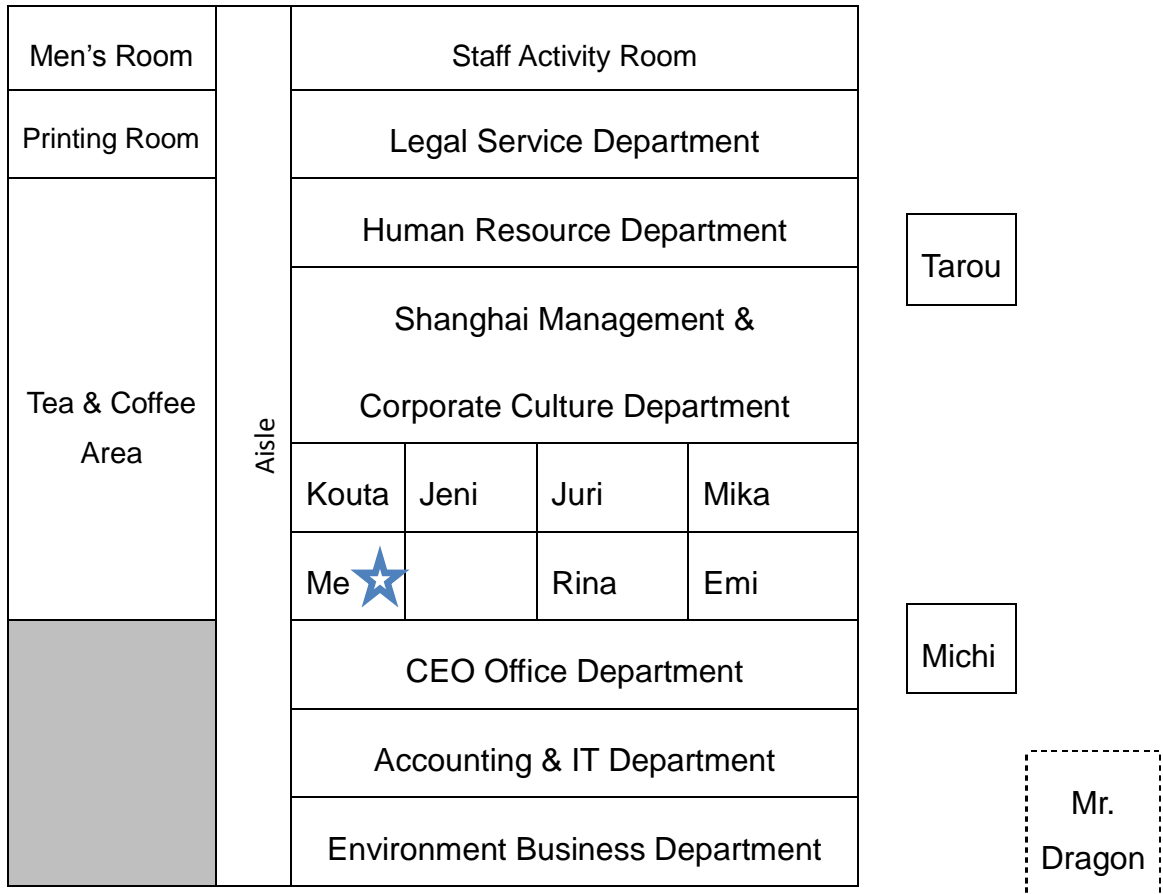 Men’s Room
Staff Activity Room
Printing Room
Legal Service Department
Human Resource Department
Tarou
Shanghai Management &
Corporate Culture Department
Tea & Coffee
Area
Aisle
Kouta
Jeni
Juri
Mika
Me
Rina
Emi
CEO Office Department
Michi
Accounting & IT Department
Environment Business Department
Mr.
Dragon